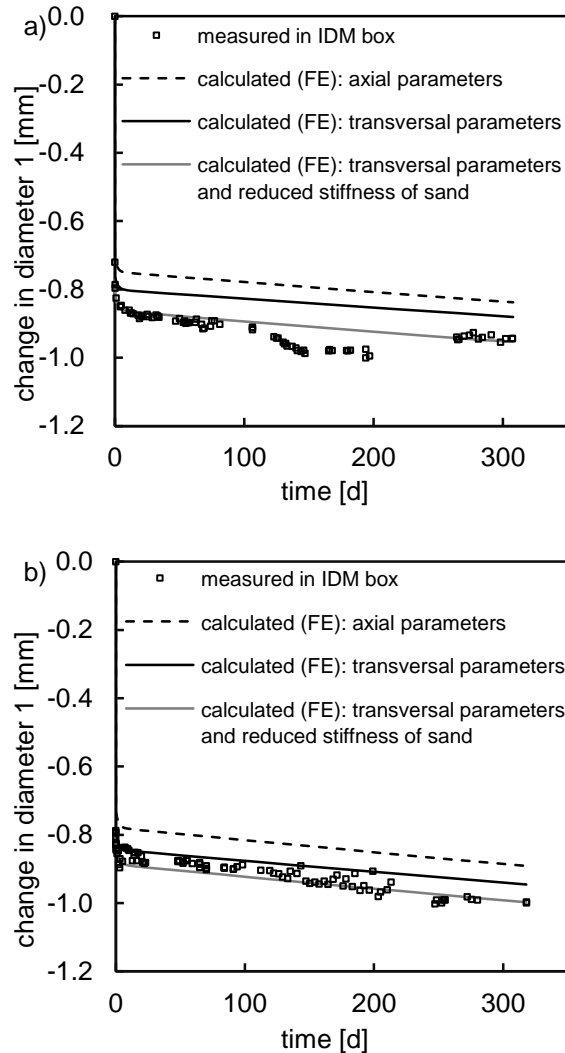 a)
0.0
-0.2
-0.4
-0.6
-0.8
-1.0
-1.2
change in diameter 1 [mm]
measured in IDM box
calculated (FE): axial parameters
calculated (FE): transversal parameters
calculated (FE): transversal parameters
and reduced stiffness of sand
0
100
200
300
time [d]
b)
0.0
-0.2
-0.4
-0.6
-0.8
-1.0
-1.2
change in diameter 1 [mm]
measured in IDM box
calculated (FE): axial parameters
calculated (FE): transversal parameters
calculated (FE): transversal parameters
and reduced stiffness of sand
0
100
200
300
time [d]